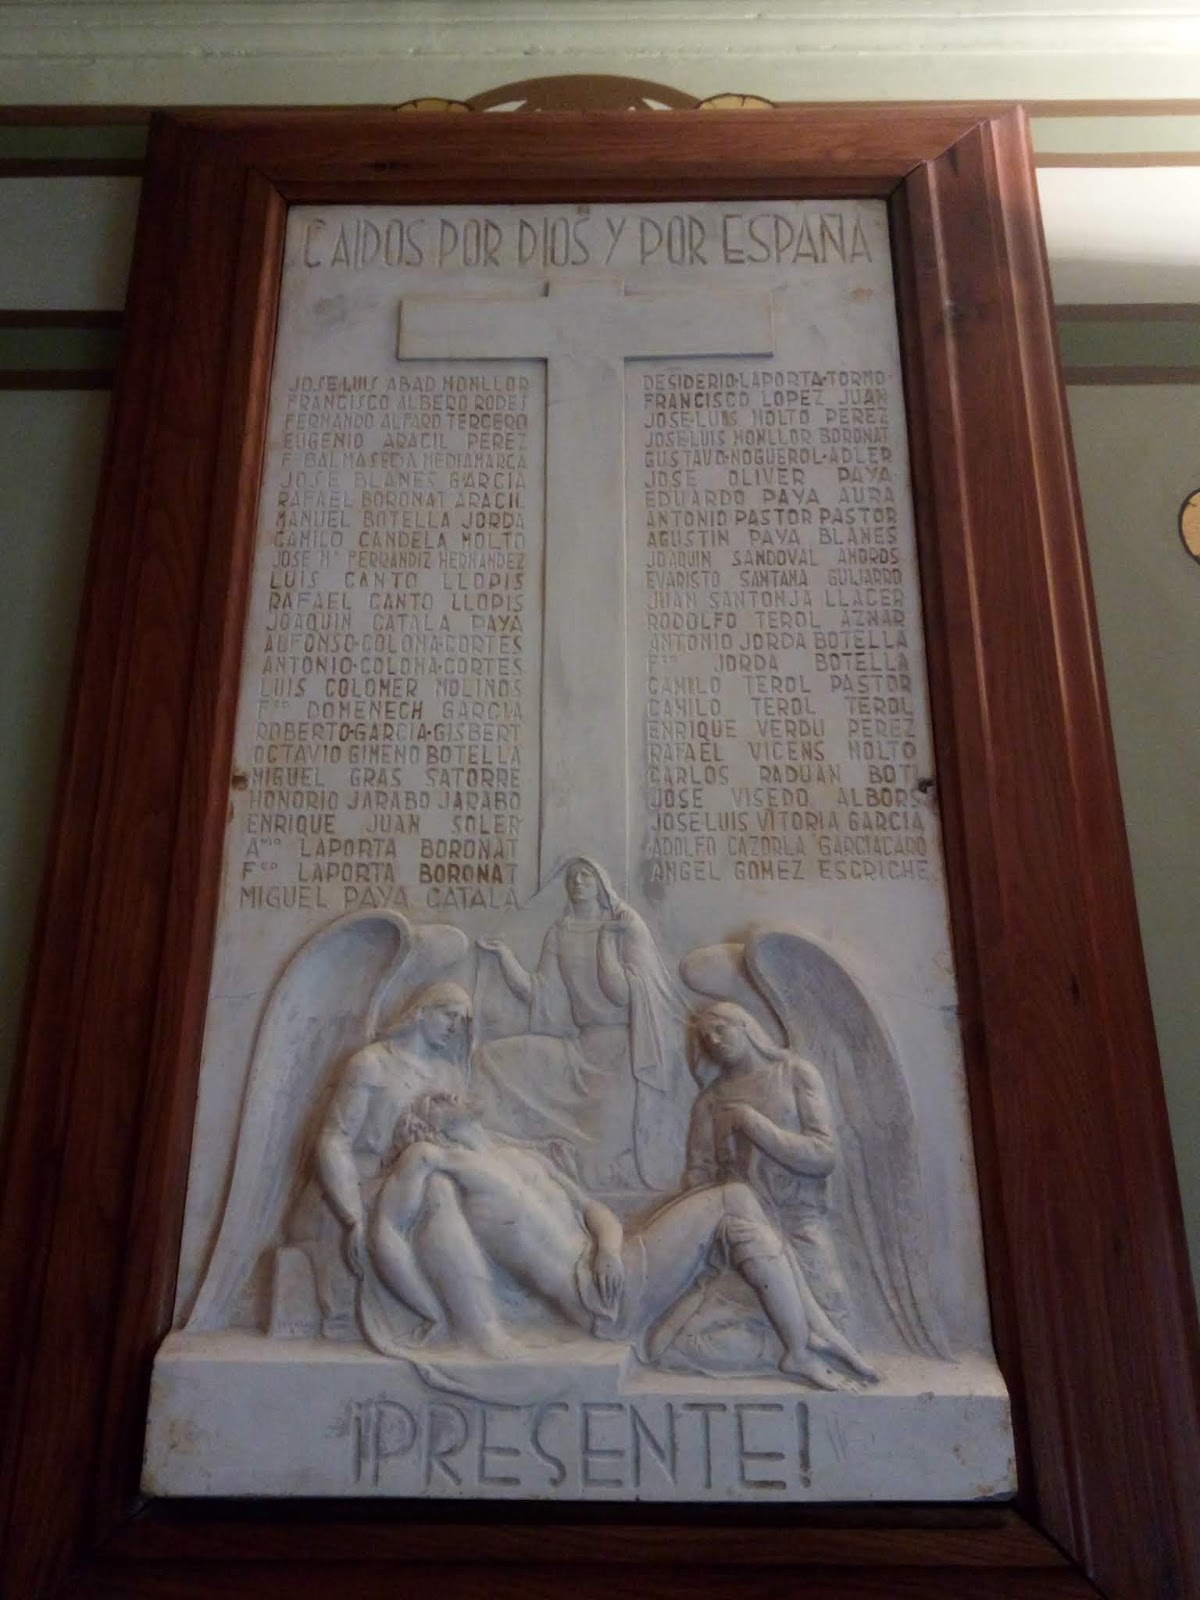 CAIDOS POR DIOS Y POR ESPAÑA
JOSE·LUIS ABAD MONLLOR
FRANCISCO ALBERO RODES
FERNANDO ALFARO TERCERO
EUGENIO ARACIL PEREZ
F. BALMASEDA MEDIAMARCA
JOSE BLANES GARCIA
RAFAEL BORONAT ARACIL
MANUEL BOTELLA JORDA
CAMILO CANDELA MOLTO
JOSE Mª FERRANDIZ HERNANDEZ
LUIS CANTO LLOPIS
RAFAEL CANTO LLOPIS
JOAQUIN CATALA PAYA
ALFONSO·COLOMA·CORTES
ANTONIO·COLOMA·CORTES
LUIS COLOMER MOLINOS
Fco DOMENECH GARCIA
ROBERTO·GARCIA·GISBERT
OCTAVIO GIMENO BOTELLA
MIGUEL GRAS SATORRE
HONORIO JARABO JARABO
ENRIQUE JUAN SOLER
Anio LAPORTA BORONAT
Fco LAPORTA BORONAT
MIGUEL PAYA CATALA
DESIDERIO·LAPORTA·TORMO
FRANCISCO LOPEZ JUAN
JOSE·LUIS MOLTO PEREZ
JOSE·LUIS MONLLOR BORONAT
GUSTAVO·NOGUEROL·ADLER
JOSE OLIVER PAYA
EDUARDO PAYA AURA
ANTONIO PASTOR PASTOR
AGUSTIN PAYA BLANES
JOAQUIN SANDOVAL AMOROS
EVARISTO SANTANA GUIJARRO
JUAN SANTONJA LLACER
RODOLFO TEROL AZNAR
ANTONIO JORDA BOTELLA
Fco JORDA BOTELLA
CAMILO TEROL PASTOR
CAMILO TEROL TEROL
ENRIQUE VERDU PEREZ
RAFAEL VICENS MOLTO
CARLOS RADUAN BOTI
JOSE VISEDO ALBORS
JOSE LUIS VITORIA GARCIA
ADOLFO CAZORLA GARCIACARO
ANGEL GOMEZ ESCRICHE
¡PRESENTE!